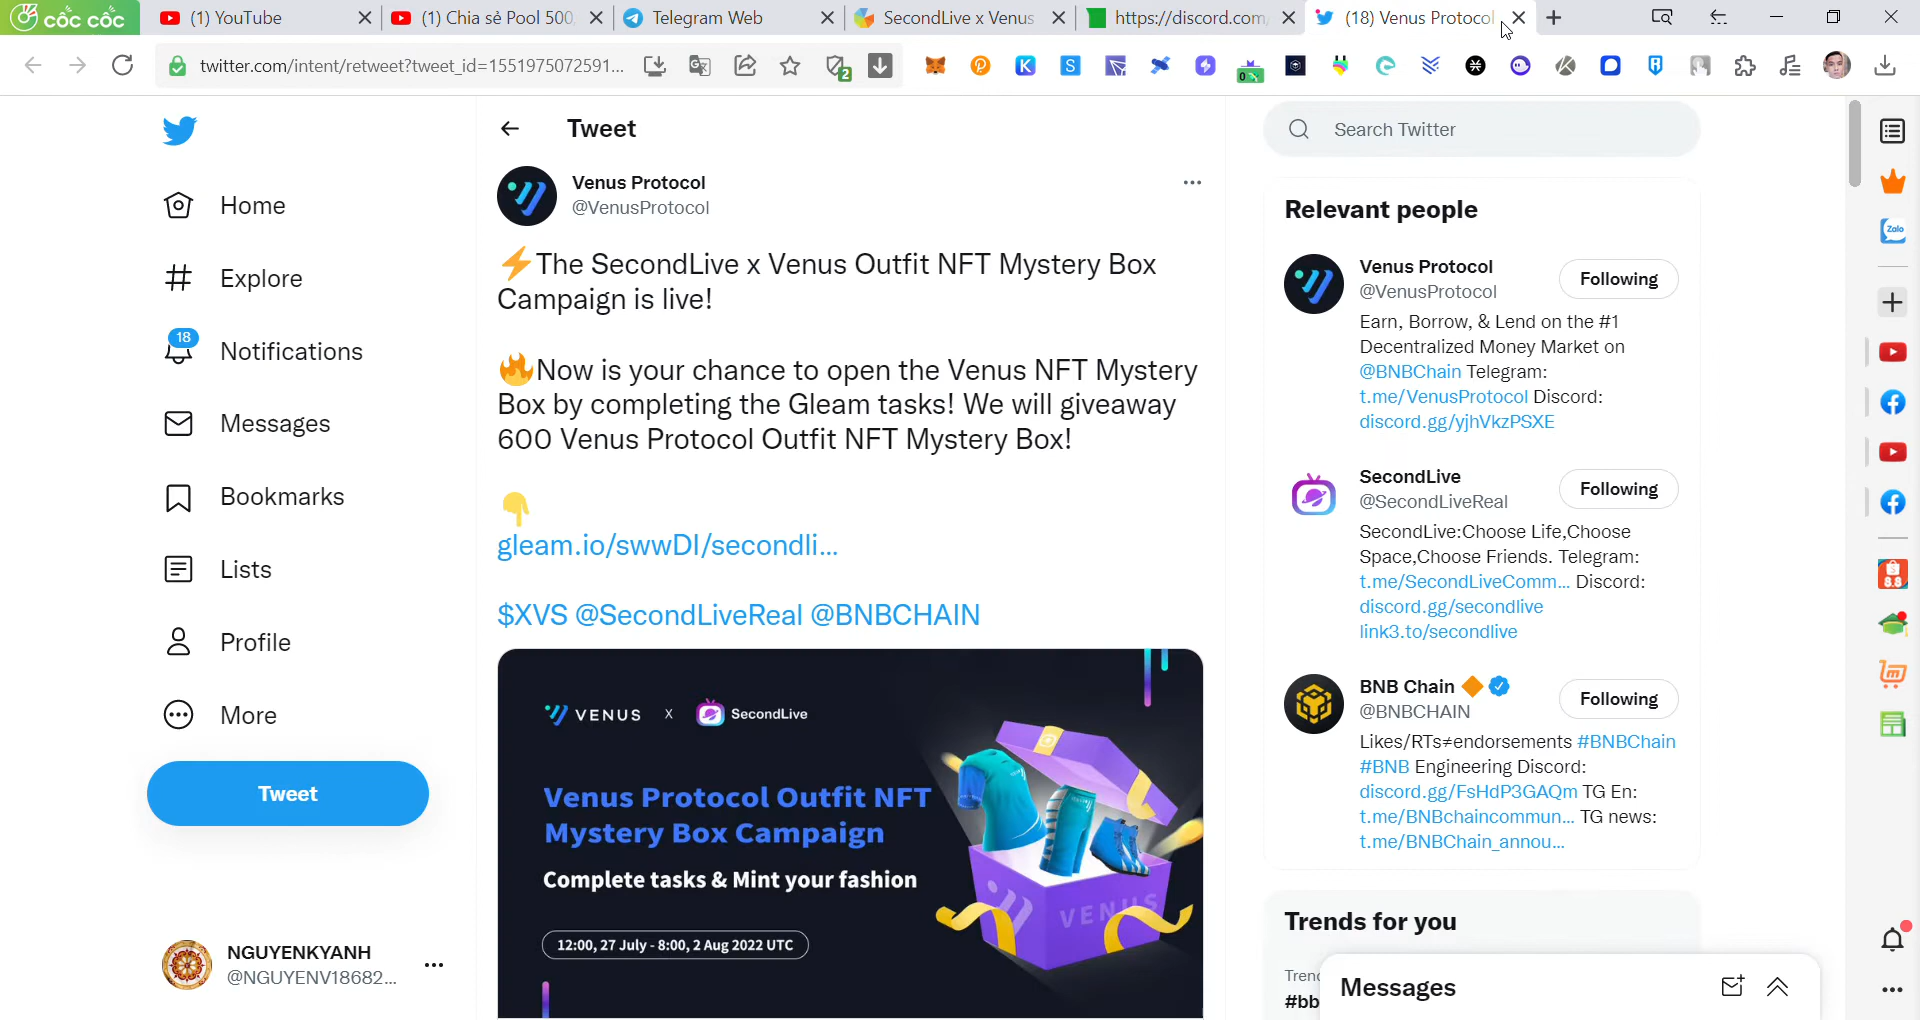 cốc cốc
(1) YouTube
(1) Chia sẻ Pool 500,
Telegram Web
SecondLive x Venus
https://discord.com/
(18) Venus Protocol
twitter.com/intent/retweet?tweet_id=1551975072591...
2
0
Home
Explore
18
Notifications
Messages
Bookmarks
Lists
Profile
More
Tweet
NGUYENKYANH
@NGUYENV18682...
Tweet
Venus Protocol
@VenusProtocol
⚡The SecondLive x Venus Outfit NFT Mystery Box
Campaign is live!
🔥Now is your chance to open the Venus NFT Mystery
Box by completing the Gleam tasks! We will giveaway
600 Venus Protocol Outfit NFT Mystery Box!
👇
gleam.io/swwDI/secondli...
$XVS @SecondLiveReal @BNBCHAIN
VENUS x SecondLive
Venus Protocol Outfit NFT
Mystery Box Campaign
Complete tasks & Mint your fashion
12:00, 27 July - 8:00, 2 Aug 2022 UTC
VENUS
Search Twitter
Relevant people
Venus Protocol
@VenusProtocol
Following
Earn, Borrow, & Lend on the #1
Decentralized Money Market on
@BNBChain Telegram:
t.me/VenusProtocol Discord:
discord.gg/yjhVkzPSXE
SecondLive
@SecondLiveReal
Following
SecondLive:Choose Life,Choose
Space,Choose Friends. Telegram:
t.me/SecondLiveComm... Discord:
discord.gg/secondlive
link3.to/secondlive
BNB Chain 🔶
@BNBCHAIN
Following
Likes/RTs≠endorsements #BNBChain
#BNB Engineering Discord:
discord.gg/FsHdP3GAQm TG En:
t.me/BNBchaincommun... TG news:
t.me/BNBChain_annou...
Trends for you
#bb
Messages
Zalo
8.8